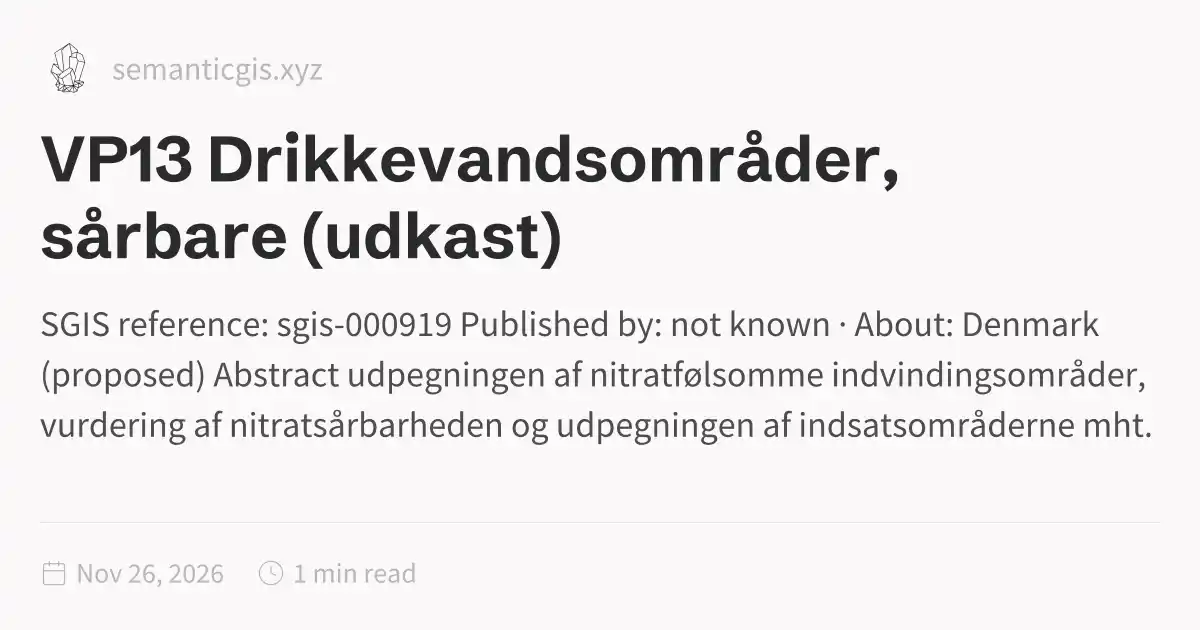 semanticgis.xyz
VP13 Drikkevandsområder,
sårbare (udkast)
SGIS reference: sgis-000919 Published by: not known · About: Denmark
(proposed) Abstract udpegningen af nitratfølsomme indvindingsområder,
vurdering af nitratsårbarheden og udpegningen af indsatsområderne mht.
Nov 26, 2026 1 min read